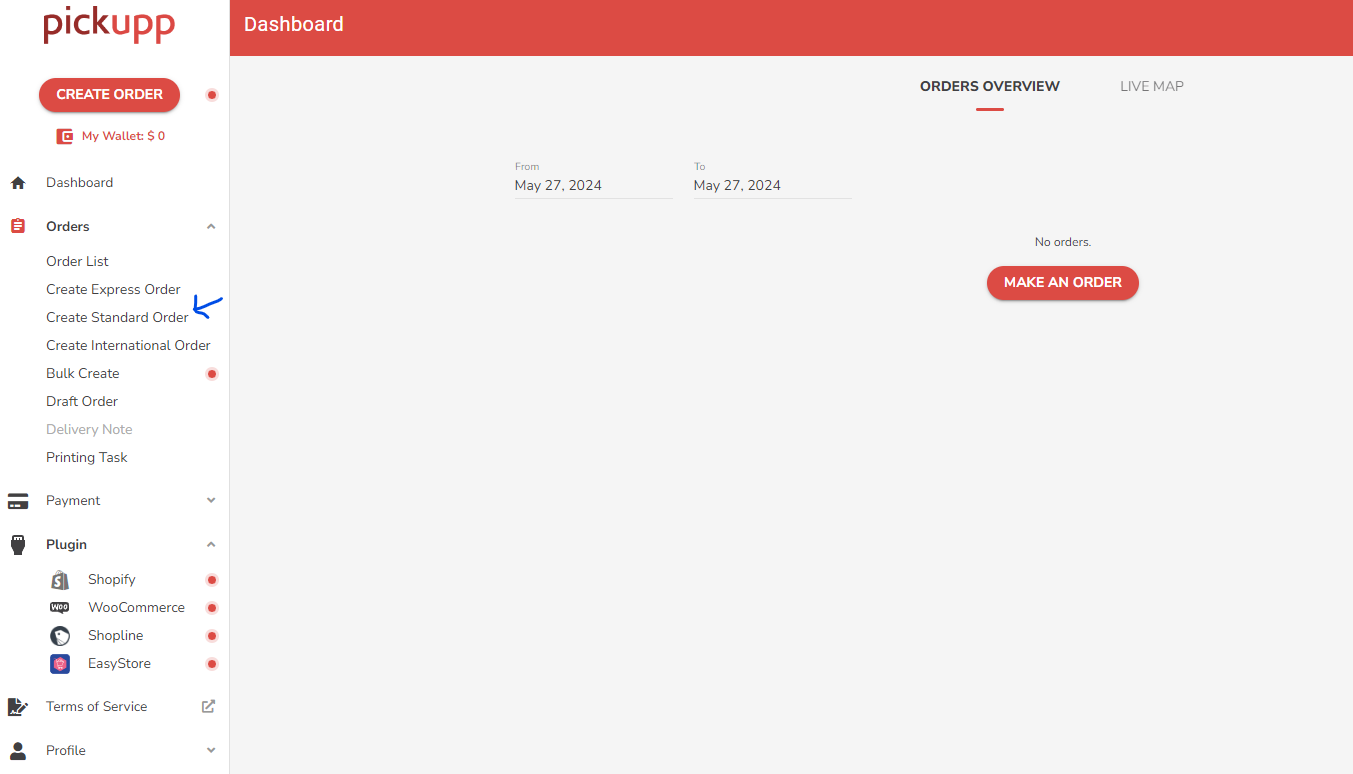 pickupp
CREATE ORDER
My Wallet: $ 0
Dashboard
Orders
Order List
Create Express Order
Create Standard Order
Create International Order
Bulk Create
Draft Order
Delivery Note
Printing Task
Payment
Plugin
Shopify
WOO WooCommerce
Shopline
EasyStore
Terms of Service
Profile
Dashboard
ORDERS OVERVIEW LIVE MAP
From To
May 27, 2024 May 27, 2024
No orders.
MAKE AN ORDER